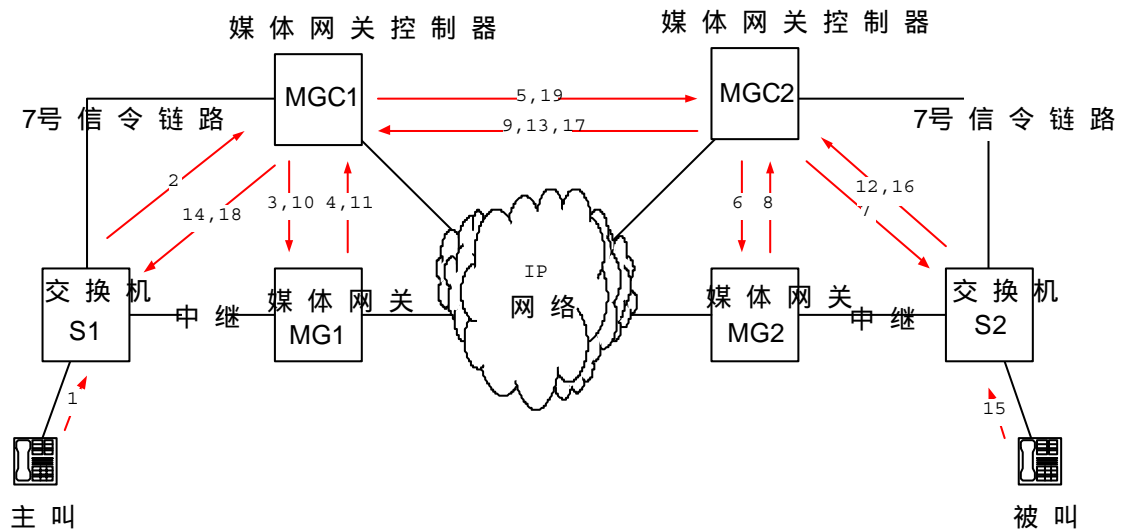 媒体网关控制器
媒体网关控制器
MGC1
MGC2
5,19
9,13,17
7号信令链路
7号信令链路
2
14,18
3,10
4,11
6
8
12,16
7
IP
网络
交换机
S1
中继
媒体网关
MG1
媒体网关
MG2
中继
交换机
S2
1
15
主叫
被叫